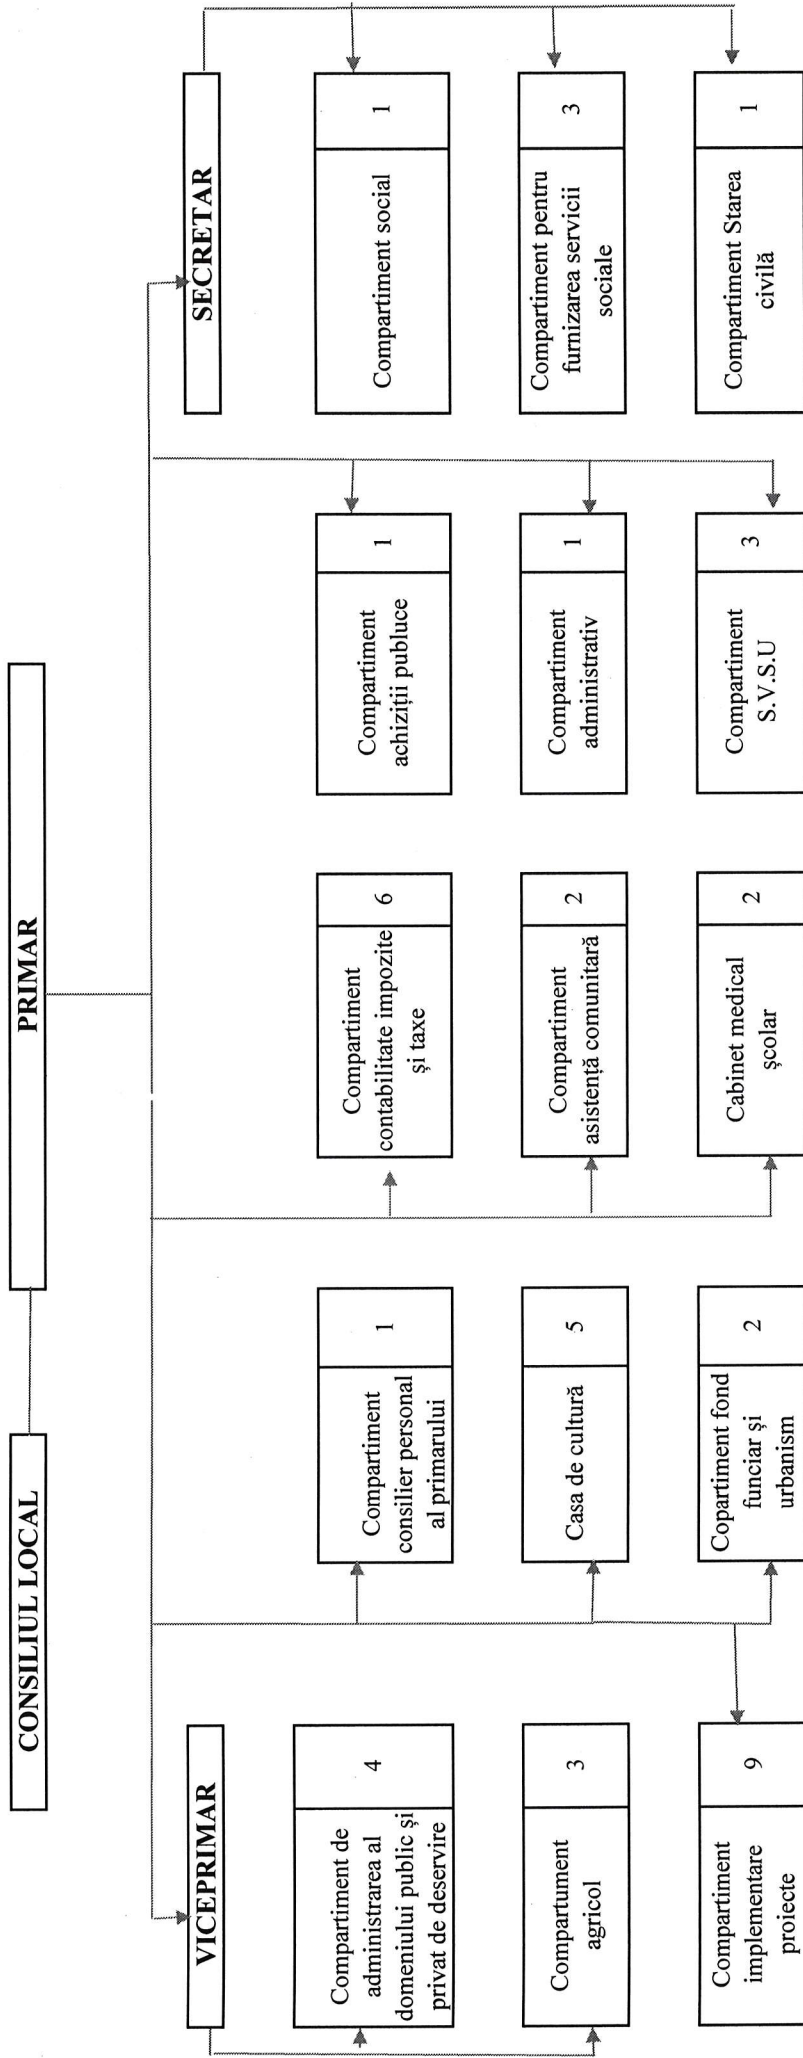 CONSILIUL LOCAL
PRIMAR
VICEPRIMAR
SECRETAR
Compartiment de
administrarea al
domeniului public și
privat de deservire
4
Compartument
agricol
3
Compartiment
implementare
proiecte
9
Compartiment
consilier personal
al primarului
1
Casa de cultură
5
Copartiment fond
funciar și
urbanism
2
Compartiment
contabilitate impozite
și taxe
6
Compartiment
asistență comunitară
2
Cabinet medical
școlar
2
Compartiment
achiziții publuce
1
Compartiment
administrativ
1
Compartiment
S.V.S.U
3
Compartiment social
1
Compartiment pentru
furnizarea servicii
sociale
3
Compartiment Starea
civilă
1